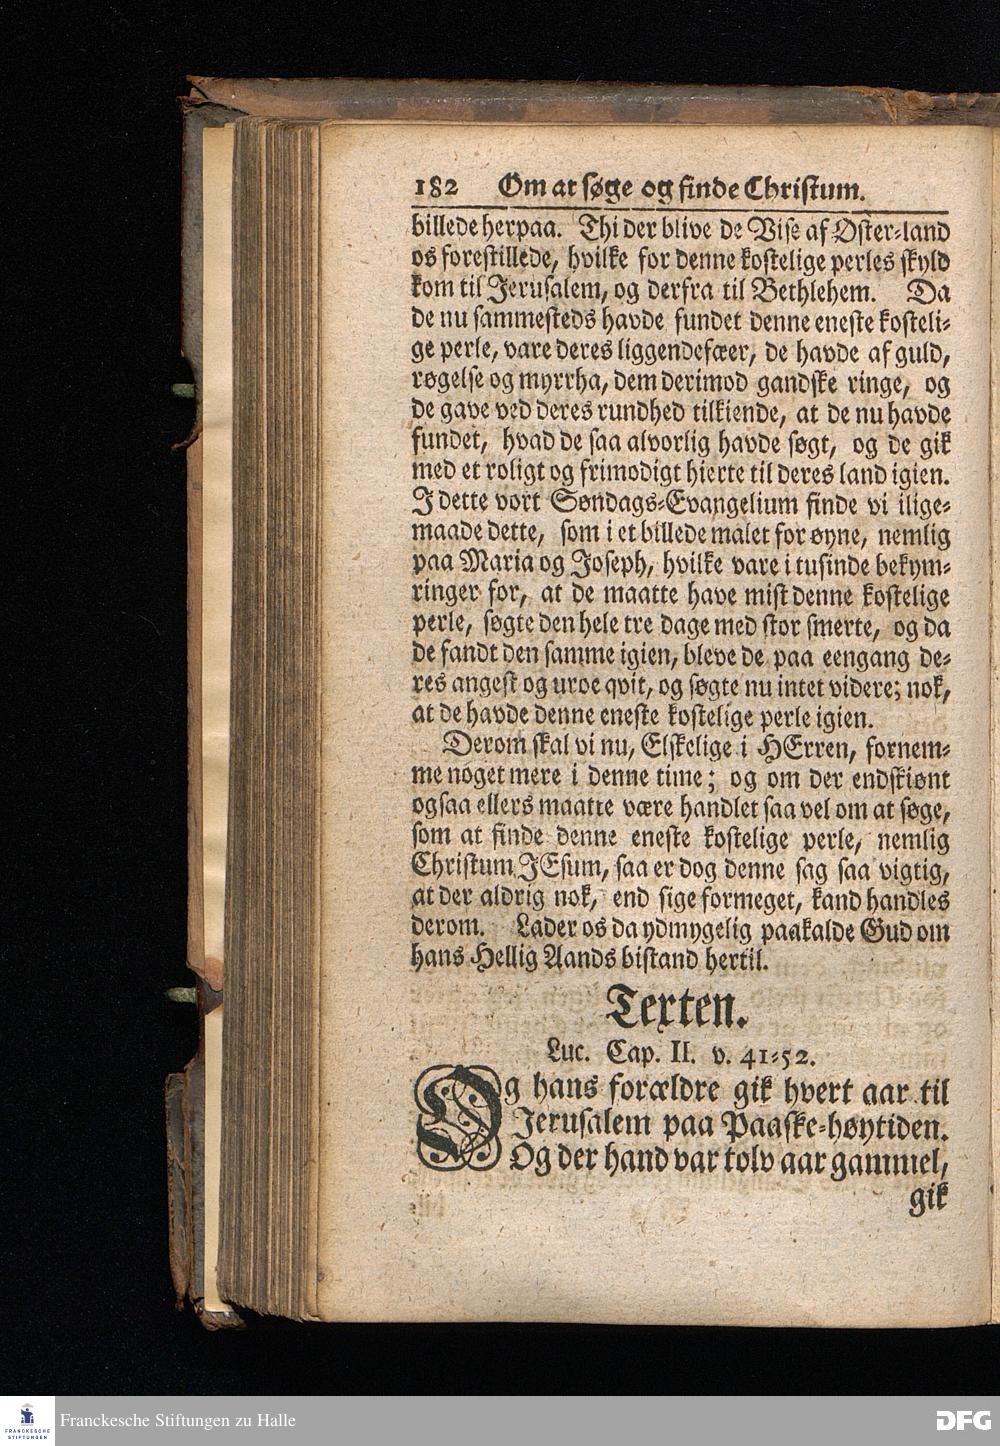 182 Om at søge og finde Christum.
billede herpaa. Thi der blive de Vise af Øster-land
os forestillede, hvilke for denne kostelige perles skyld
kom til Jerusalem, og derfra til Bethlehem. Da
de nu sammesteds havde fundet denne eneste kosteli-
ge perle, vare deres liggendefæer, de havde af guld,
røgelse og myrrha, dem derimod gandske ringe, og
de gave ved deres rundhed tilkiende, at de nu havde
fundet, hvad de saa alvorlig havde søgt, og de gik
med et roligt og frimodigt hierte til deres land igien.
I dette vort Søndags-Evangelium finde vi ilige-
maade dette, som i et billede malet for øyne, nemlig
paa Maria og Joseph, hvilke vare i tusinde bekym-
ringer for, at de maatte have mist denne kostelige
perle, søgte den hele tre dage med stor smerte, og da
de fandt den samme igien, bleve de paa eengang de-
res angest og uroe qvit, og søgte nu intet videre; nok,
at de havde denne eneste kostelige perle igien.
Derom skal vi nu, Elskelige i HErren, fornem-
me noget mere i denne time; og om der endskiønt
ogsaa ellers maatte være handlet saa vel om at søge,
som at finde denne eneste kostelige perle, nemlig
Christum JEsum, saa er dog denne sag saa vigtig,
at der aldrig nok, end sige formeget, kand handles
derom. Lader os da ydmygelig paakalde Gud om
hans Hellig Aands bistand hertil.
Texten.
Luc. Cap. II. v. 41-52.
Og hans forældre gik hvert aar til
Jerusalem paa Paaske-høytiden.
Og der hand var tolv aar gammel,
gik
FRANCKESCHE
STIFTUNGEN
Franckesche Stiftungen zu Halle
DFG